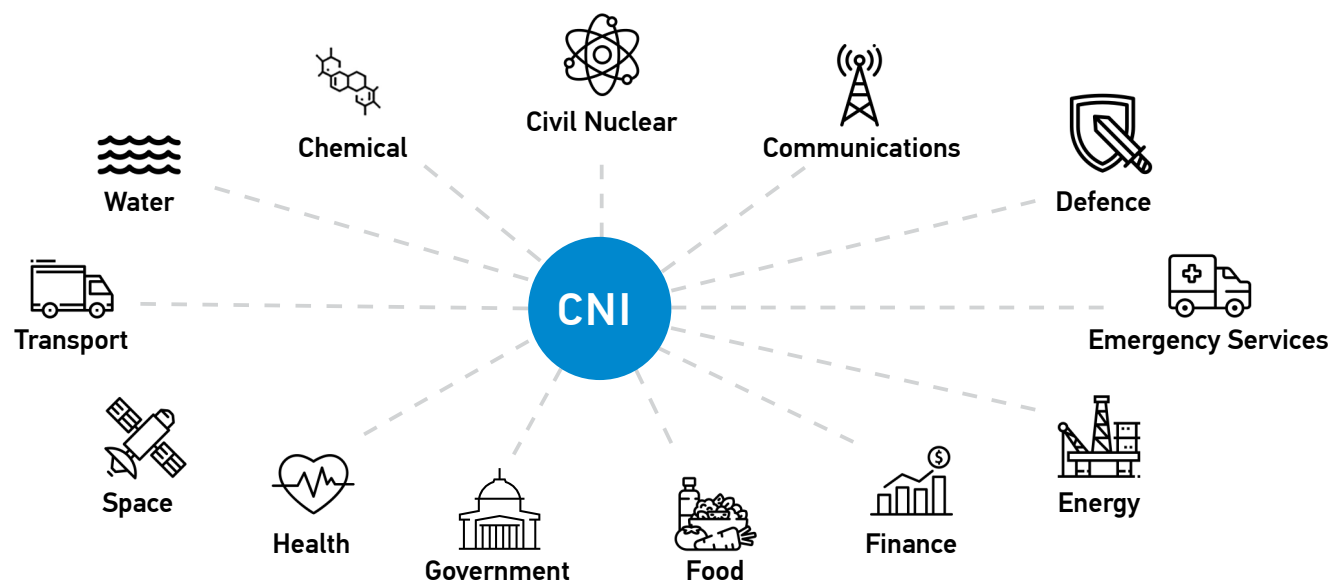 Civil Nuclear
Chemical
Communications
Water
Defence
CNI
Transport
Emergency Services
Space
Energy
$
Health
Finance
Government
Food